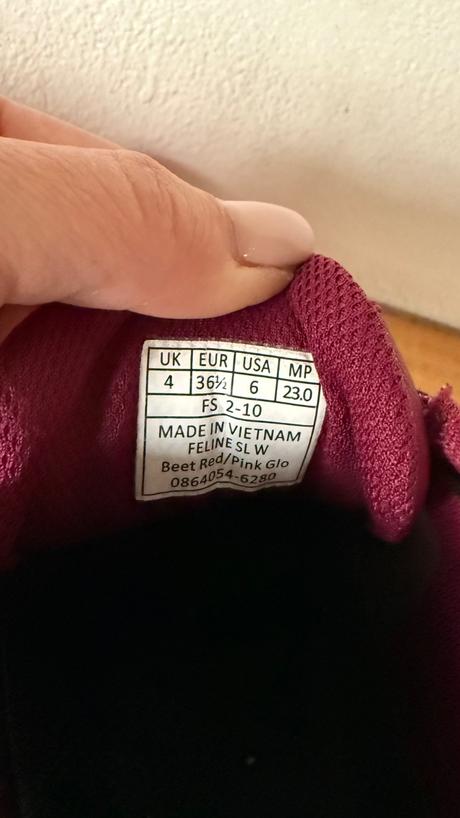 UK EUR USA MP
4 36½ 6 23.0
FS 2-10
MADE IN VIETNAM
FELINE SL W
Beet Red/Pink Glo
0864054-6280